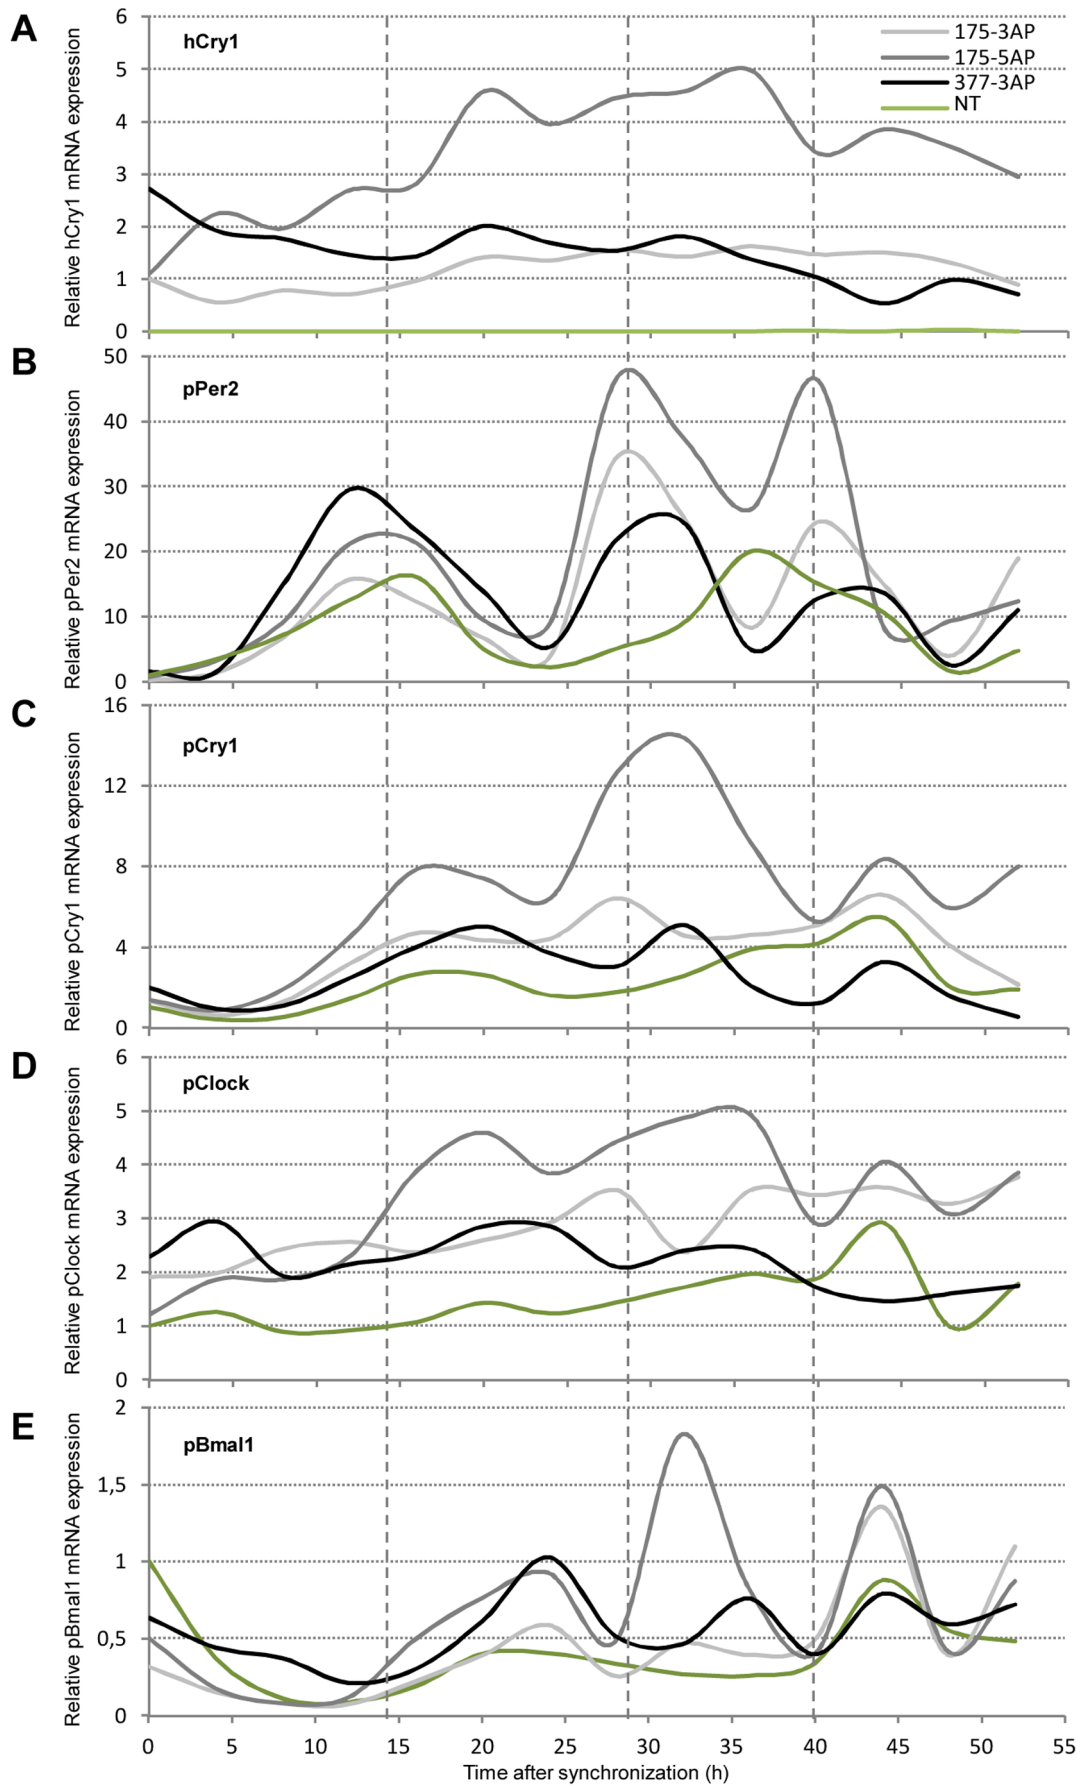 A
hCry1
175-3AP
175-5AP
377-3AP
NT
Relative hCry1 mRNA expression
6
5
4
3
2
1
0
B
pPer2
Relative pPer2 mRNA expression
50
40
30
20
10
0
C
pCry1
Relative pCry1 mRNA expression
16
12
8
4
0
D
pClock
Relative pClock mRNA expression
6
5
4
3
2
1
0
E
pBmal1
Relative pBmal1 mRNA expression
2
1,5
1
0,5
0
0 5 10 15 20 25 30 35 40 45 50 55
Time after synchronization (h)